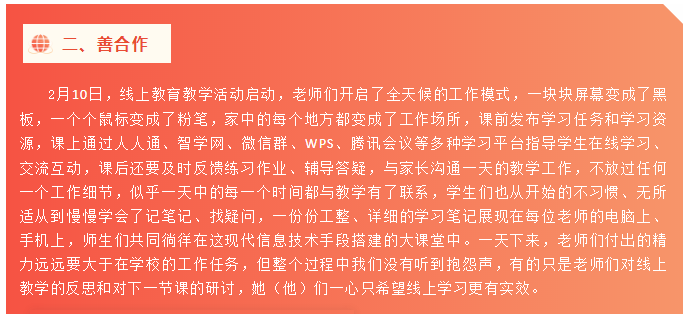 二、善合作
2月10日，线上教育教学活动启动，老师们开启了全天候的工作模式，一块块屏幕变成了黑
板，一个个鼠标变成了粉笔，家中的每个地方都变成了工作场所，课前发布学习任务和学习资
源，课上通过人人通、智学网、微信群、WPS、腾讯会议等多种学习平台指导学生在线学习、
交流互动，课后还要及时反馈练习作业、辅导答疑，与家长沟通一天的教学工作，不放过任何
一个工作细节，似乎一天中的每一个时间都与教学有了联系，学生们也从开始的不习惯、无所
适从到慢慢学会了记笔记、找疑问，一份份工整、详细的学习笔记展现在每位老师的电脑上、
手机上，师生们共同徜徉在这现代信息技术手段搭建的大课堂中。一天下来，老师们付出的精
力远远要大于在学校的工作任务，但整个过程中我们没有听到抱怨声，有的只是老师们对线上
教学的反思和对下一节课的研讨，她（他）们一心只希望线上学习更有实效。